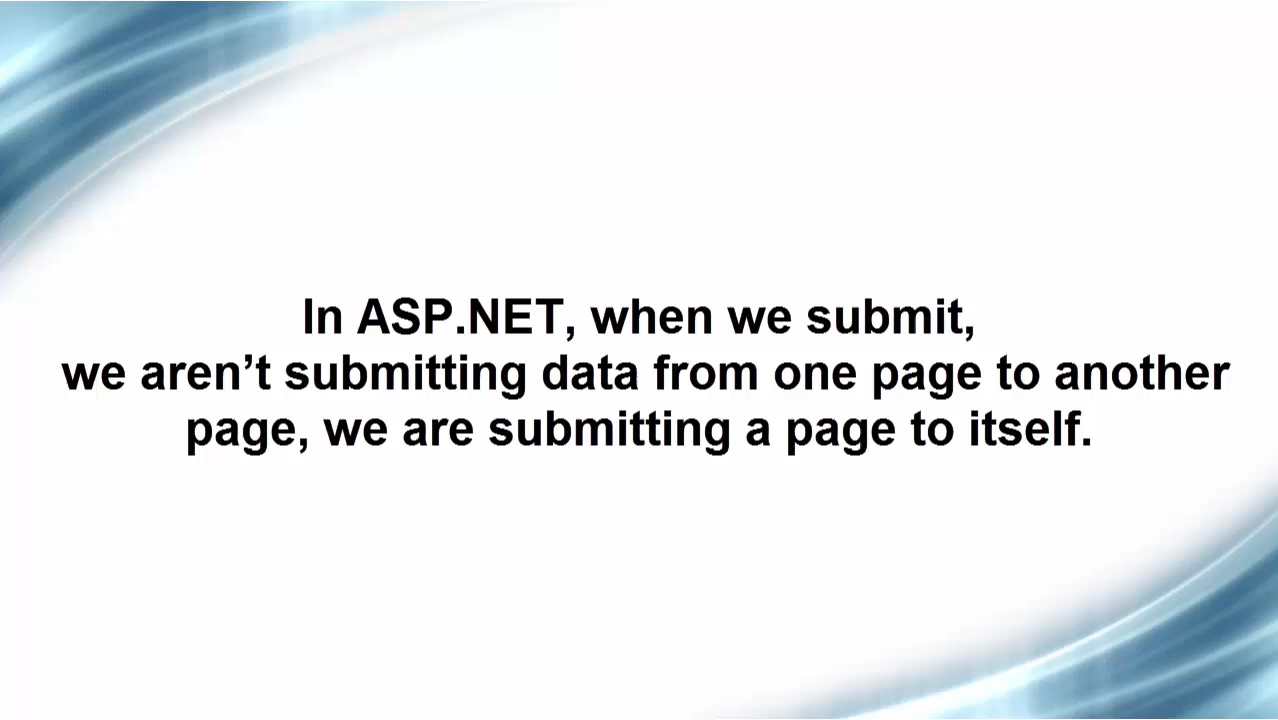 In ASP.NET, when we submit,
we aren’t submitting data from one page to another
page, we are submitting a page to itself.